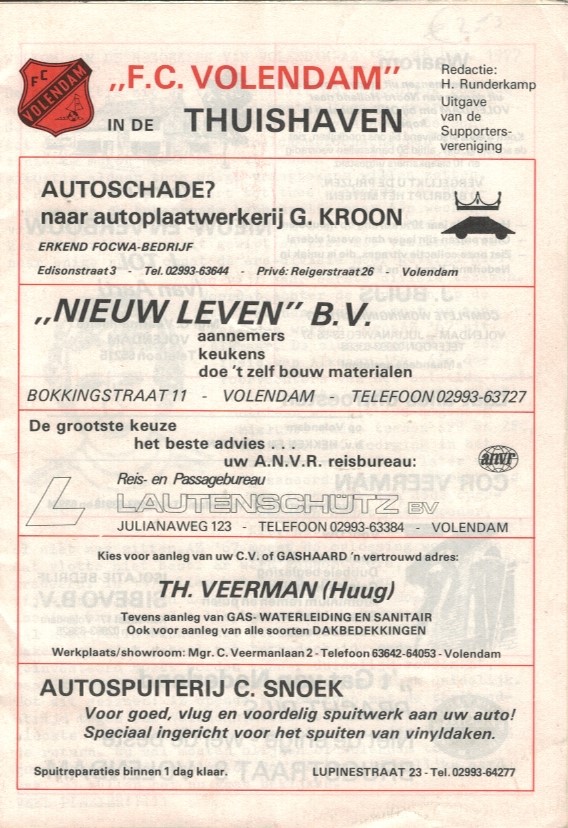 € 2.53
FC
VOLENDAM
„F.C. VOLENDAM”
IN DE THUISHAVEN
Redactie:
H. Runderkamp
Uitgave
van de
Supporters-
vereniging
AUTOSCHADE?
naar autoplaatwerkerij G. KROON
ERKEND FOCWA-BEDRIJF
Edisonstraat 3 - Tel. 02993-63644 - Privé: Reigerstraat 26 - Volendam
„NIEUW LEVEN” B.V.
aannemers
keukens
doe 't zelf bouw materialen
BOKKINGSTRAAT 11 - VOLENDAM - TELEFOON 02993-63727
De grootste keuze
het beste advies . . .
uw A.N.V.R. reisbureau:
anvr
Reis- en Passagebureau
LAUTENSCHÜTZ BV
JULIANAWEG 123 - TELEFOON 02993-63384 - VOLENDAM
Kies voor aanleg van uw C.V. of GASHAARD 'n vertrouwd adres:
TH. VEERMAN (Huug)
Tevens aanleg van GAS- WATERLEIDING EN SANITAIR
Ook voor aanleg van alle soorten DAKBEDEKKINGEN
Werkplaats/showroom: Mgr. C. Veermanlaan 2 - Telefoon 63642-64053 - Volendam
AUTOSPUITERIJ C. SNOEK
Voor goed, vlug en voordelig spuitwerk aan uw auto!
Speciaal ingericht voor het spuiten van vinyldaken.
Spuitreparaties binnen 1 dag klaar. LUPINESTRAAT 23 - Tel. 02993-64277